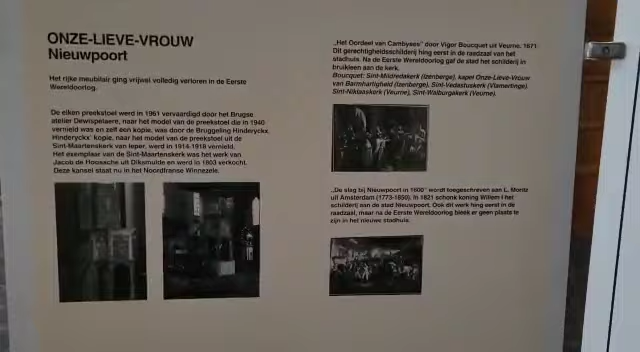 ONZE-LIEVE-VROUW
Nieuwpoort
Het rijke meubilair ging vrijwel volledig verloren in de Eerste
Wereldoorlog.
De eiken preekstoel werd in 1961 vervaardigd door het Brugse
atelier Dewispelaere, naar het model van de preekstoel die in 1940
vernield was en zelf een kopie, was door de Bruggeling Hinderyckx.
Hinderyckx' kopie, naar het model van de preekstoel uit de
Sint-Maartenskerk van Ieper, werd in 1914-1918 vernield.
Het exemplaar van de Sint-Maartenskerk was het werk van
Jacob de Hoossche uit Diksmuide en werd in 1803 verkocht.
Deze kansel staat nu in het Noordfranse Winnezele.
„Het Oordeel van Cambyses" door Vigor Boucquet uit Veurne, 1671.
Dit gerechtigheidsschilderij hing eerst in de raadzaal van het
stadhuis. Na de Eerste Wereldoorlog gaf de stad het schilderij in
bruikleen aan de kerk.
Boucquet: Sint-Mildredakerk (Izenberge), kapel Onze-Lieve-Vrouw
van Barmhartigheid (Izenberge), Sint-Vedastuskerk (Vlamertinge)
Sint-Niklaaskerk (Veurne), Sint-Walburgakerk (Veurne).
„De slag bij Nieuwpoort in 1600" wordt toegeschreven aan L. Moritz
uit Amsterdam (1773-1850). In 1821 schonk koning Willem I het
schilderij aan de stad Nieuwpoort. Ook dit werk hing eerst in de
raadzaal, maar na de Eerste Wereldoorlog bleek er geen plaats te
zijn in het nieuwe stadhuis.